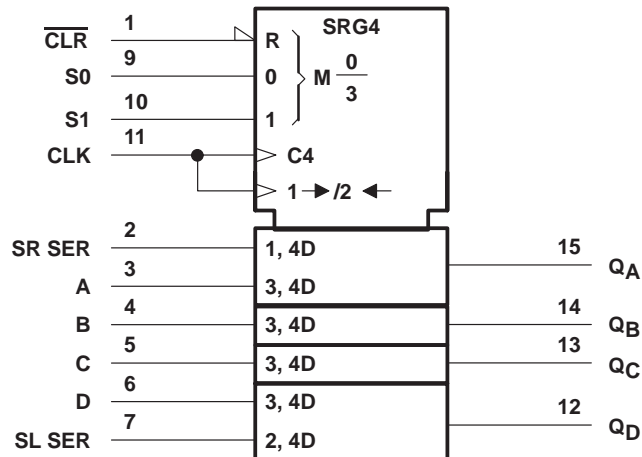 SRG4
CLR 1 R
S0 9 0
M 0/3
S1 10 1
CLK 11 C4
1 → /2 ←
SR SER 2 1, 4D
15 QA
A 3 3, 4D
B 4 3, 4D 14 QB
C 5 3, 4D 13 QC
D 6 3, 4D
12 QD
SL SER 7 2, 4D